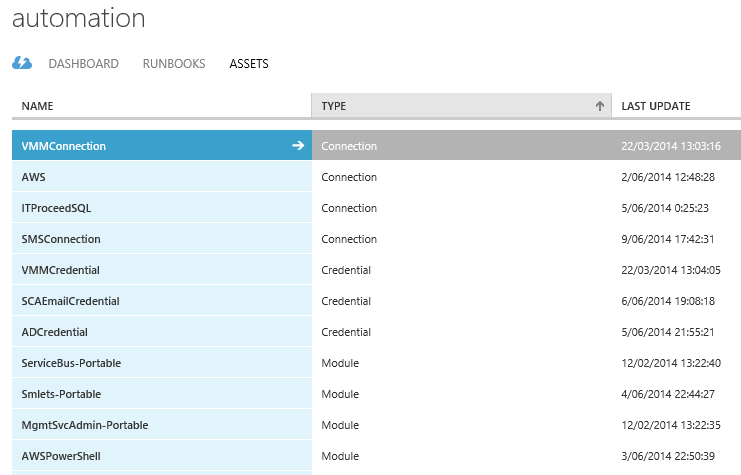 automation
DASHBOARD RUNBOOKS ASSETS
NAME TYPE LAST UPDATE
VMMConnection Connection 22/03/2014 13:03:16
AWS Connection 2/06/2014 12:48:28
ITProceedSQL Connection 5/06/2014 0:25:23
SMSConnection Connection 9/06/2014 17:42:31
VMMCredential Credential 22/03/2014 13:04:05
SCAEmailCredential Credential 6/06/2014 19:08:18
ADCredential Credential 5/06/2014 21:55:21
ServiceBus-Portable Module 12/02/2014 13:22:40
Smlets-Portable Module 4/06/2014 22:44:27
MgmtSvcAdmin-Portable Module 12/02/2014 13:22:35
AWSPowerShell Module 3/06/2014 22:50:39